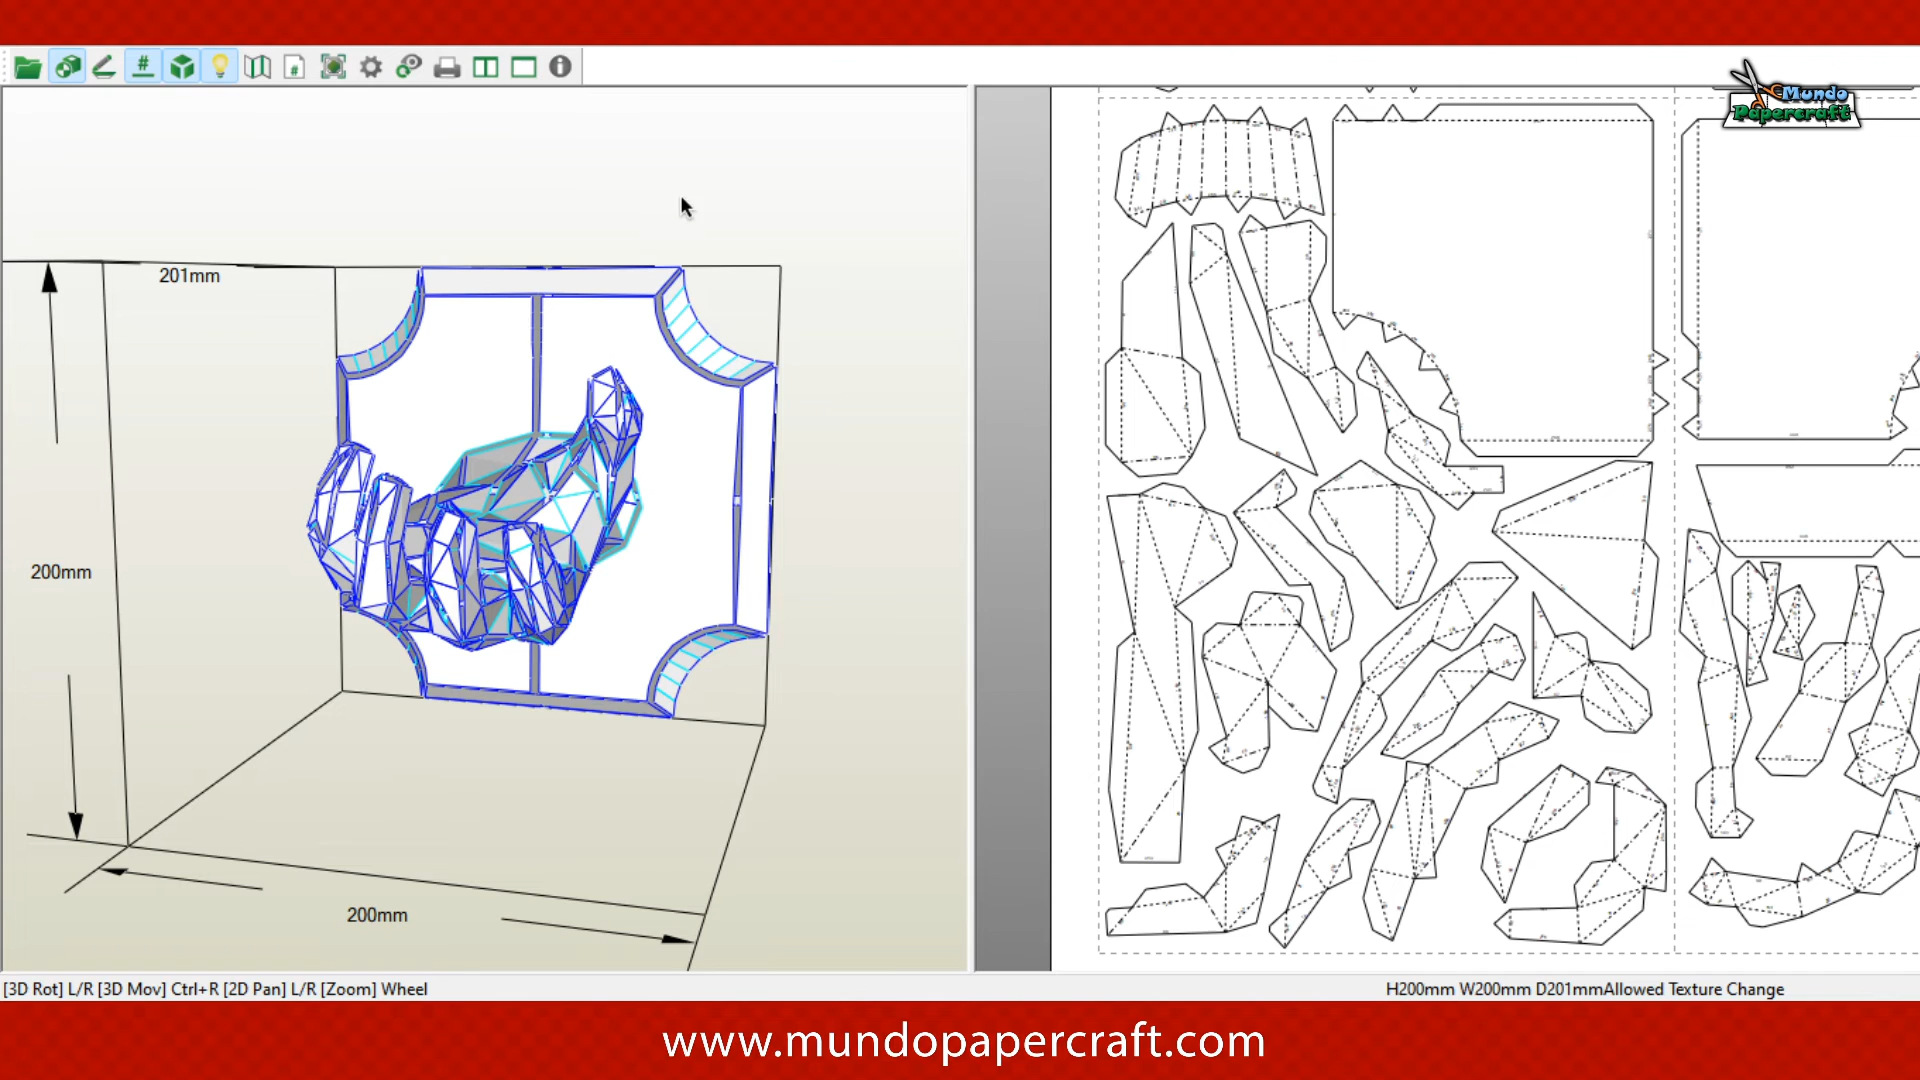 Mundo
Papercraft
201mm
200mm
200mm
[3D Rot] L/R [3D Mov] Ctrl+R [2D Pan] L/R [Zoom] Wheel
H200mm W200mm D201mmAllowed Texture Change
www.mundopapercraft.com